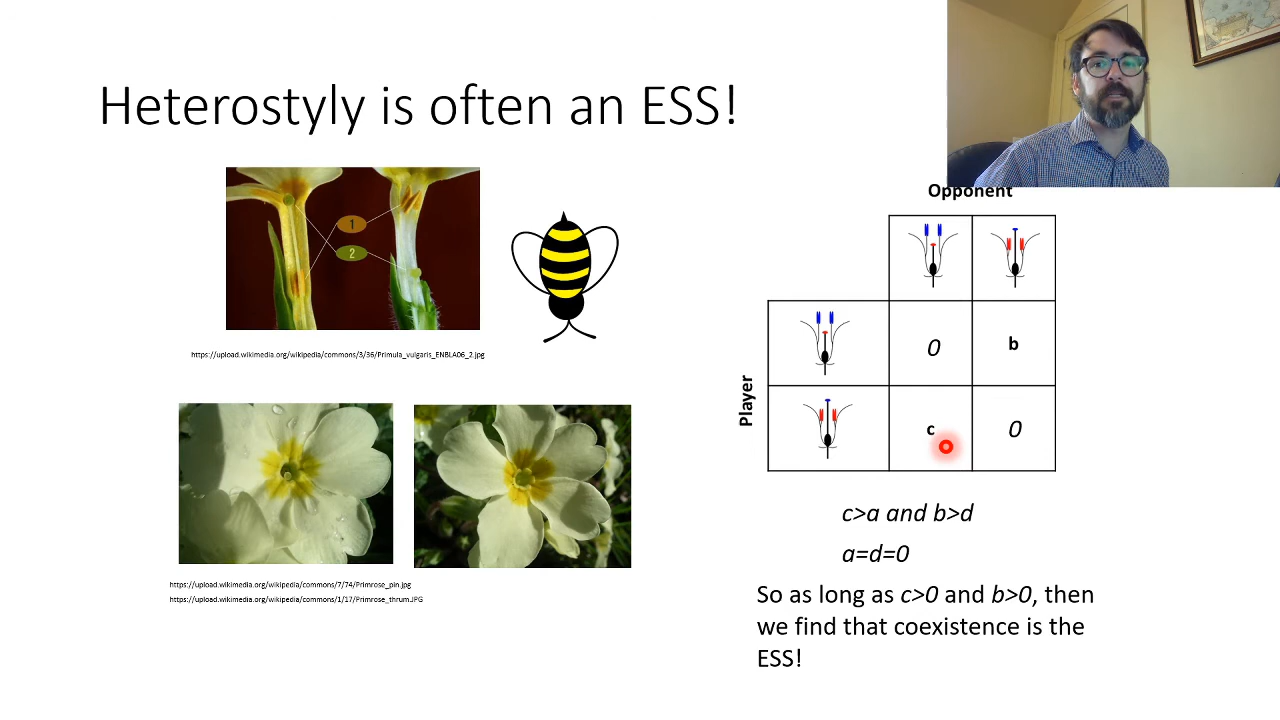 Heterostyly is often an ESS!
1
2
https://upload.wikimedia.org/wikipedia/commons/3/36/Primula_vulgaris_ENBLA06_2.jpg
https://upload.wikimedia.org/wikipedia/commons/7/74/Primrose_pin.jpg
https://upload.wikimedia.org/wikipedia/commons/1/17/Primrose_thrum.JPG
Opponent
Player
0
b
c
0
c>a and b>d
a=d=0
So as long as c>0 and b>0, then
we find that coexistence is the
ESS!